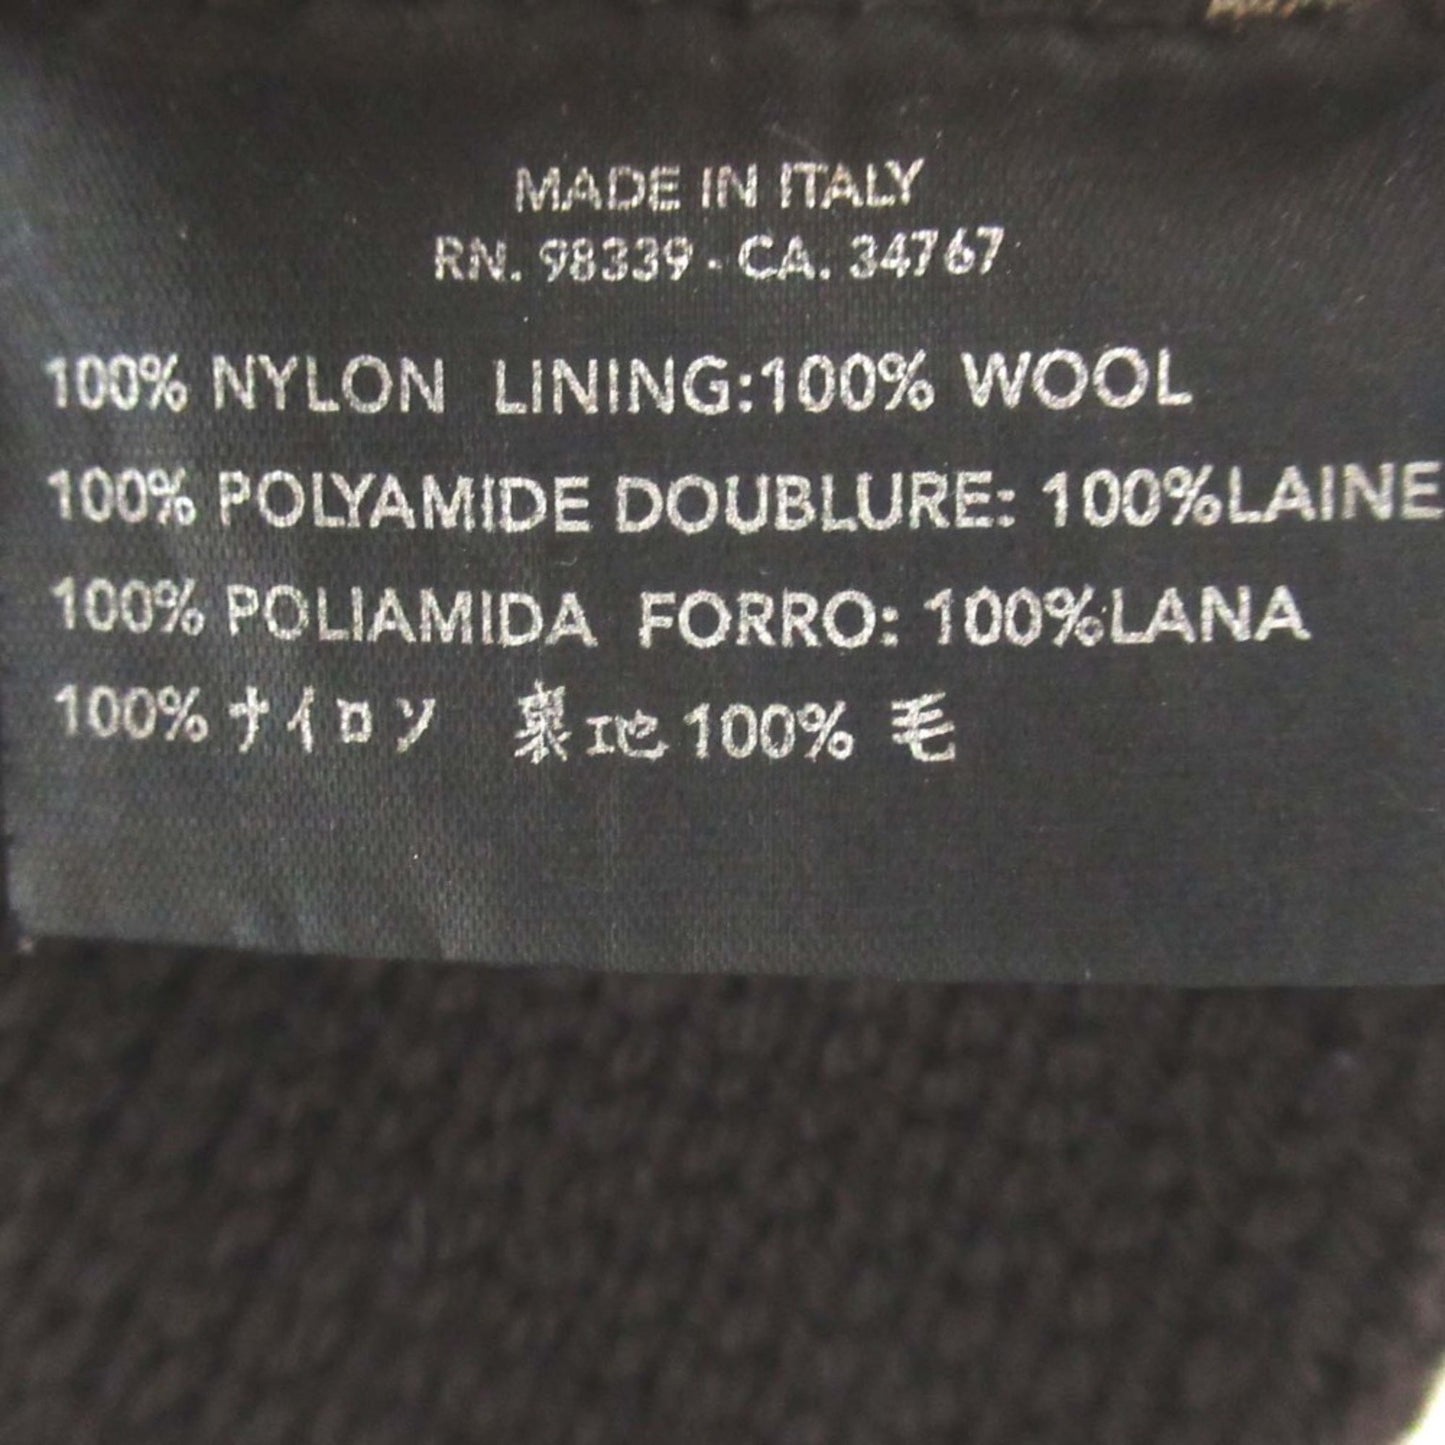 MADE IN ITALY
RN. 98339 - CA. 34767
100% NYLON LINING:100% WOOL
100% POLYAMIDE DOUBLURE: 100%LAINE
100% POLIAMIDA FORRO: 100%LANA
100% ナイロン 裏地100% 毛